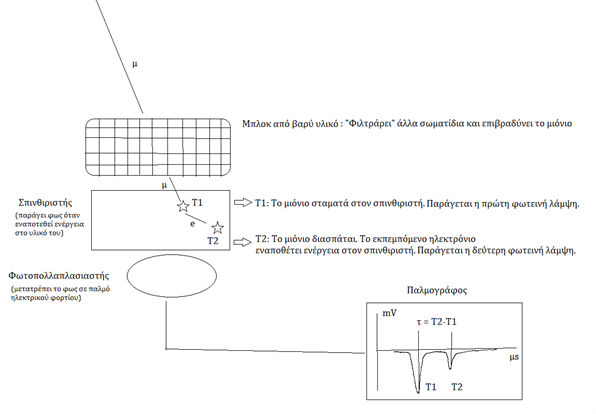 μ
Μπλοκ από βαρύ υλικό : "Φιλτράρει" άλλα σωματίδια και επιβραδύνει το μιόνιο
μ
Σπινθιριστής
(παράγει φως όταν
εναποτεθεί ενέργεια
στο υλικό του)
T1
e
T2
T1: Το μιόνιο σταματά στον σπινθιριστή. Παράγεται η πρώτη φωτεινή λάμψη.
T2: Το μιόνιο διασπάται. Το εκπεμπόμενο ηλεκτρόνιο
εναποθέτει ενέργεια στον σπινθιριστή. Παράγεται η δεύτερη φωτεινή λάμψη.
Φωτοπολλαπλασιαστής
(μετατρέπει το φως σε παλμό
ηλεκτρικού φορτίου)
Παλμογράφος
mV
τ = T2-T1
μs
T1
T2